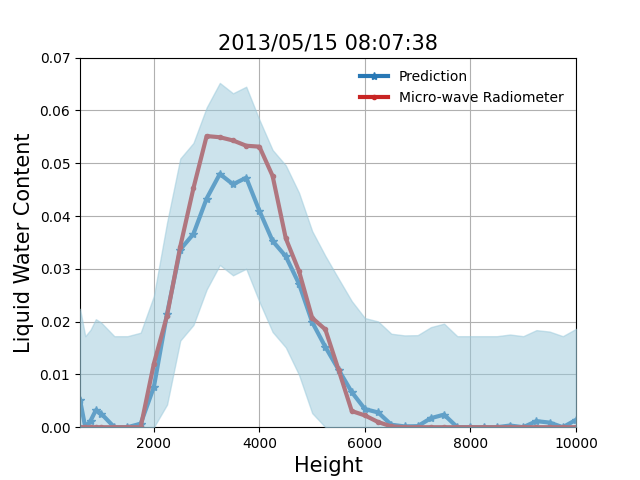 2013/05/15 08:07:38
Prediction
Micro-wave Radiometer
Liquid Water Content
0.07
0.06
0.05
0.04
0.03
0.02
0.01
0.00
2000 4000 6000 8000 10000
Height